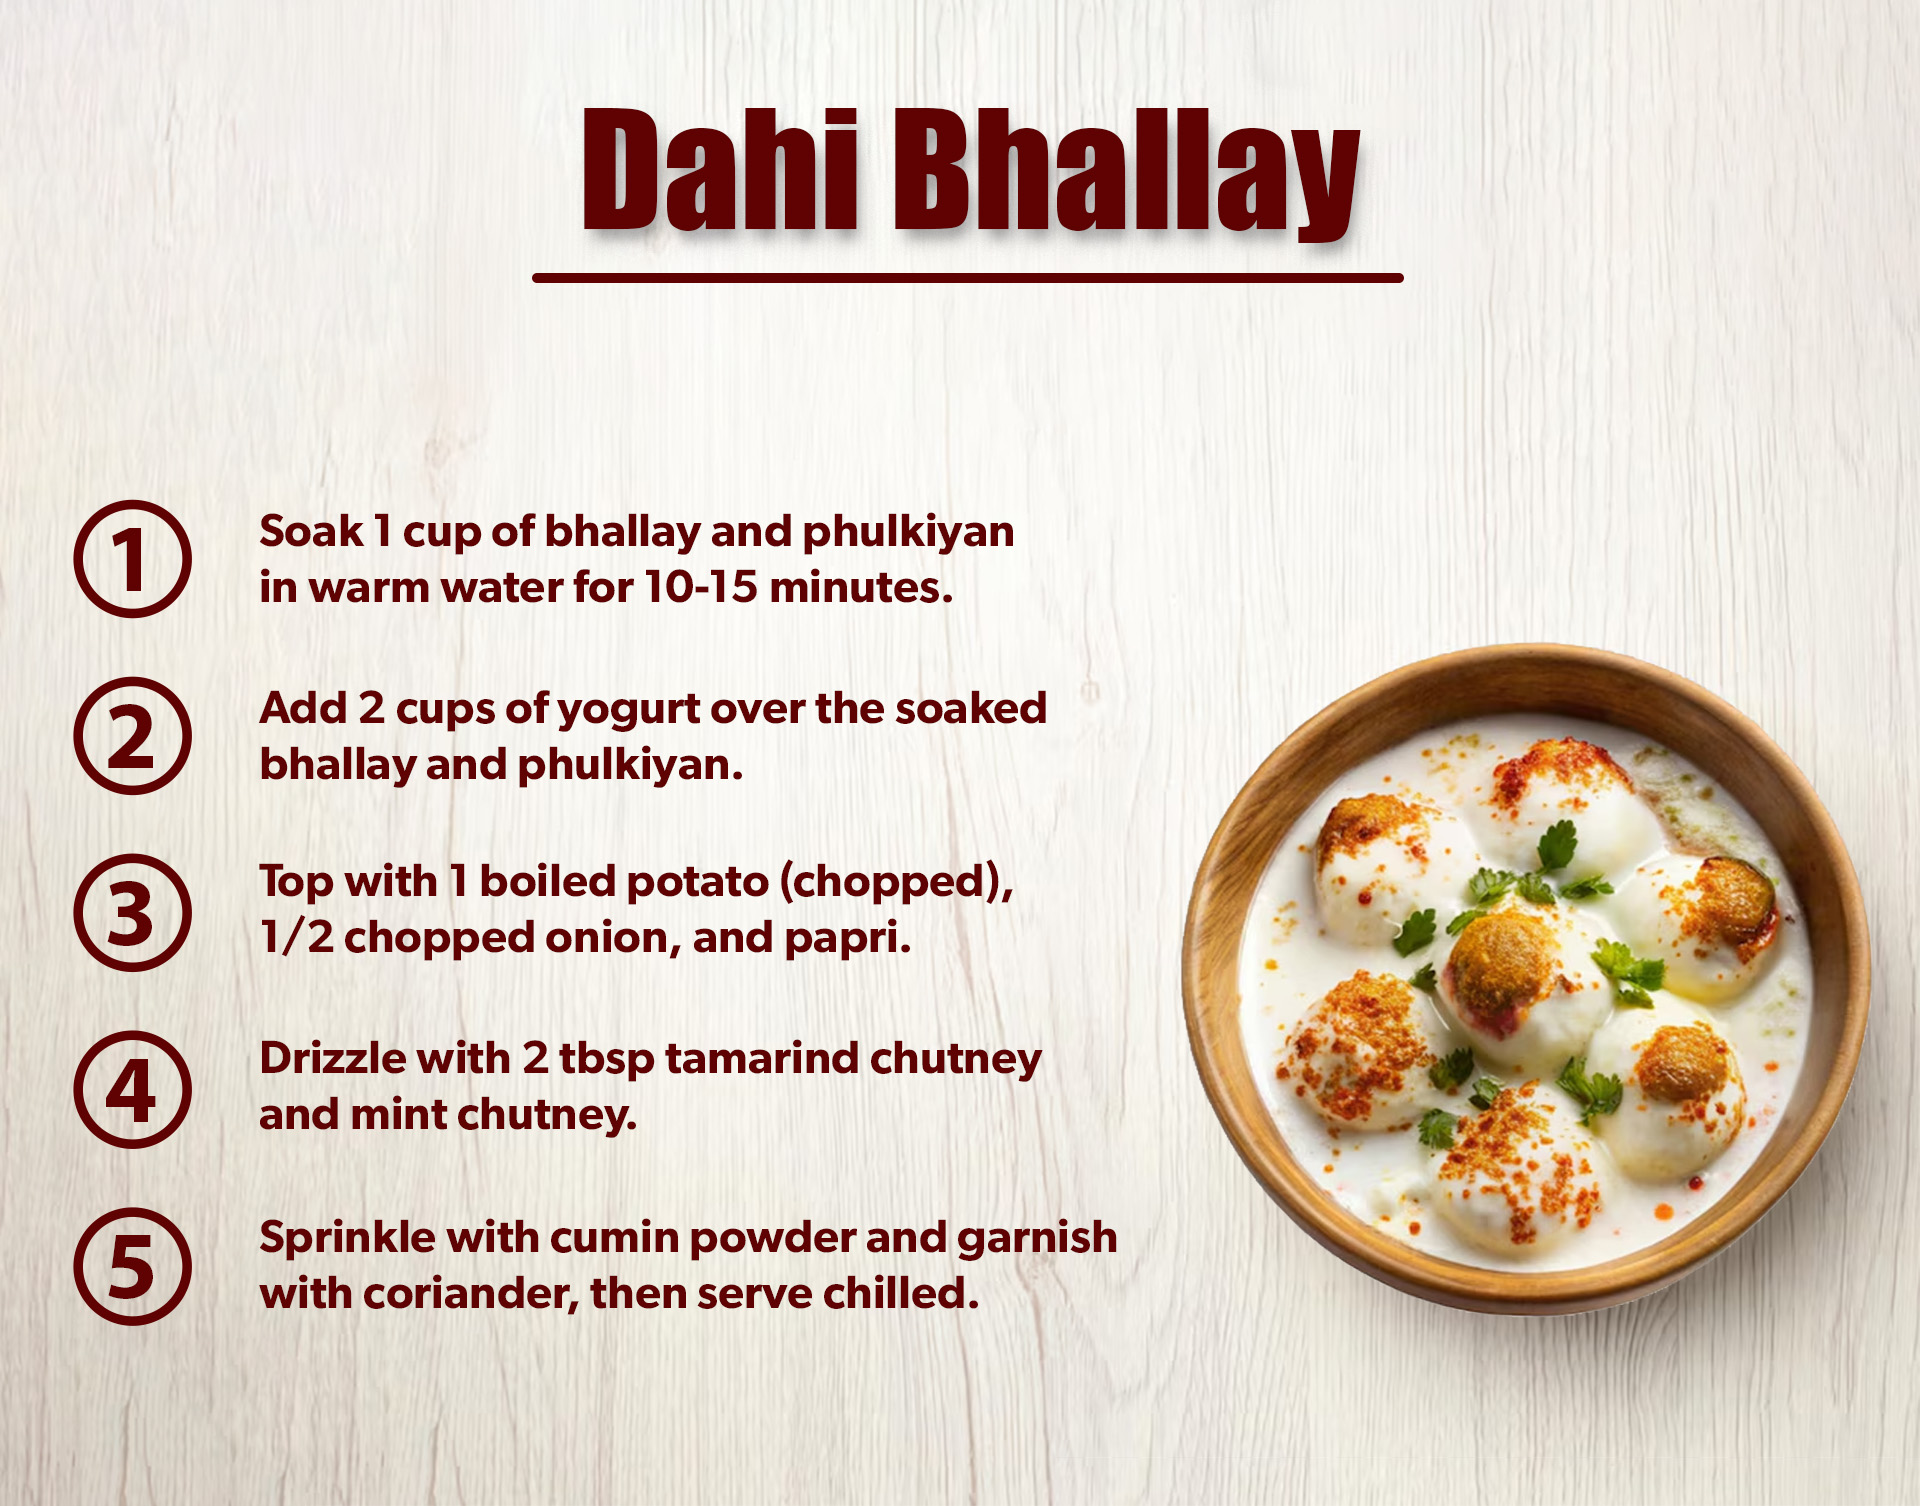 Dahi Bhallay
1
Soak 1 cup of bhallay and phulkiyan
in warm water for 10-15 minutes.
2
Add 2 cups of yogurt over the soaked
bhallay and phulkiyan.
3
Top with 1 boiled potato (chopped),
1/2 chopped onion, and papri.
4
Drizzle with 2 tbsp tamarind chutney
and mint chutney.
5
Sprinkle with cumin powder and garnish
with coriander, then serve chilled.